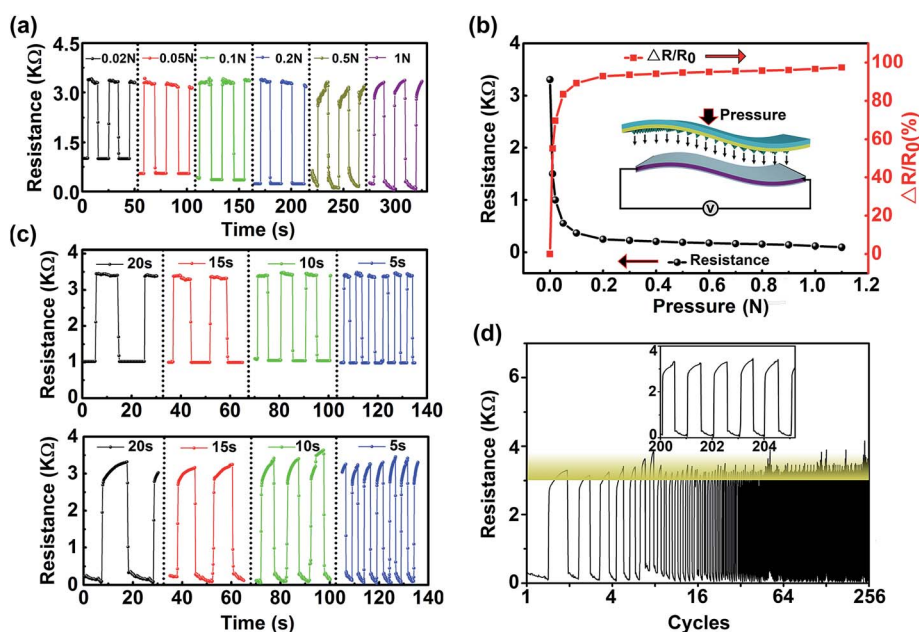 (a)
Resistance (KΩ)
4.5
3.0
1.5
0.0
0.02N 0.05N 0.1N 0.2N 0.5N 1N
0 50 100 150 200 250 300
Time (s)
(b)
Resistance (KΩ)
4
3
2
1
0
△R/R0
Pressure
V
Resistance
100
80
60
40
20
0
△R/R0(%)
0.0 0.2 0.4 0.6 0.8 1.0 1.2
Pressure (N)
(c)
Resistance (KΩ)
4
3
2
1
0
20s 15s 10s 5s
0 20 40 60 80 100 120 140
Resistance (KΩ)
4
3
2
1
0
20s 15s 10s 5s
0 20 40 60 80 100 120 140
Time (s)
(d)
Resistance (KΩ)
6
4
2
0
4
2
0
200 202 204
1 4 16 64 256
Cycles